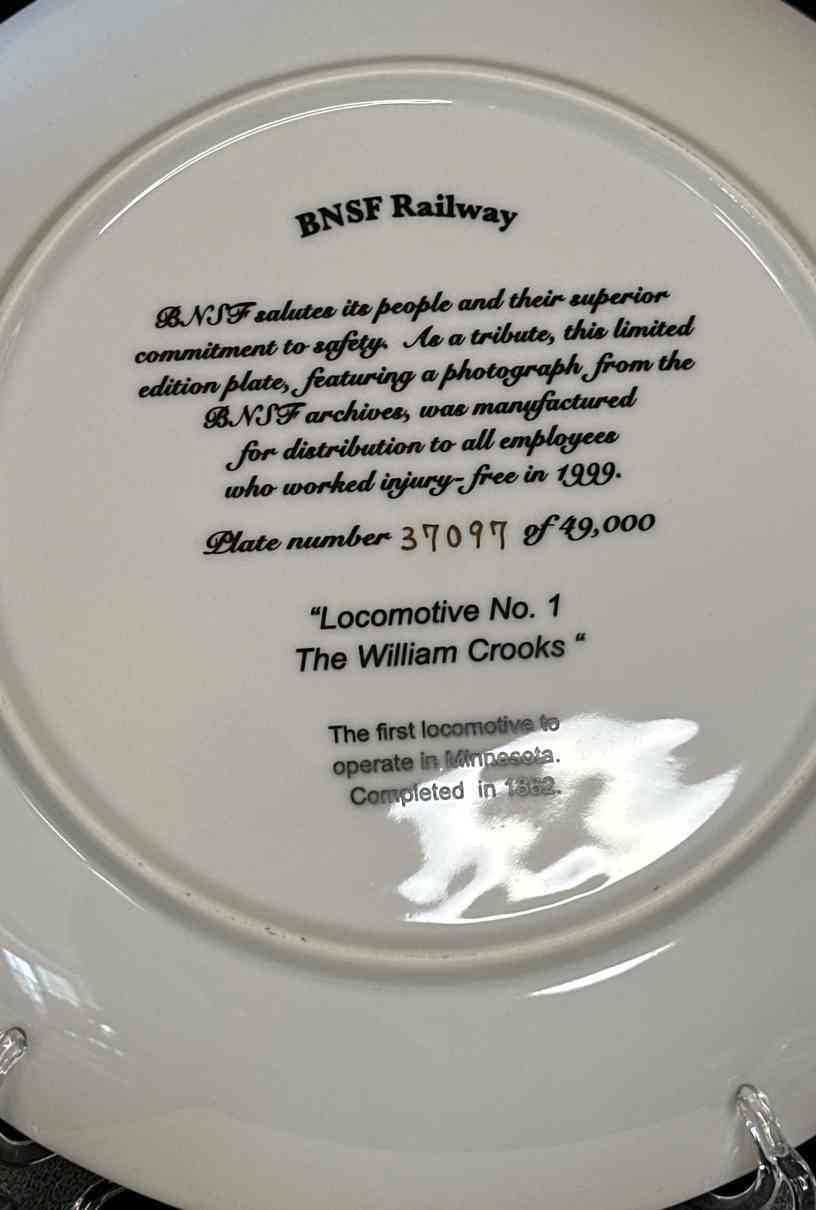 BNSF Railway
BNSF salutes its people and their superior
commitment to safety. As a tribute, this limited
edition plate, featuring a photograph from the
BNSF archives, was manufactured
for distribution to all employees
who worked injury-free in 1999.
Plate number 37097 of 49,000
“Locomotive No. 1
The William Crooks “
The first locomotive to
operate in Minnesota.
Completed in 1862.